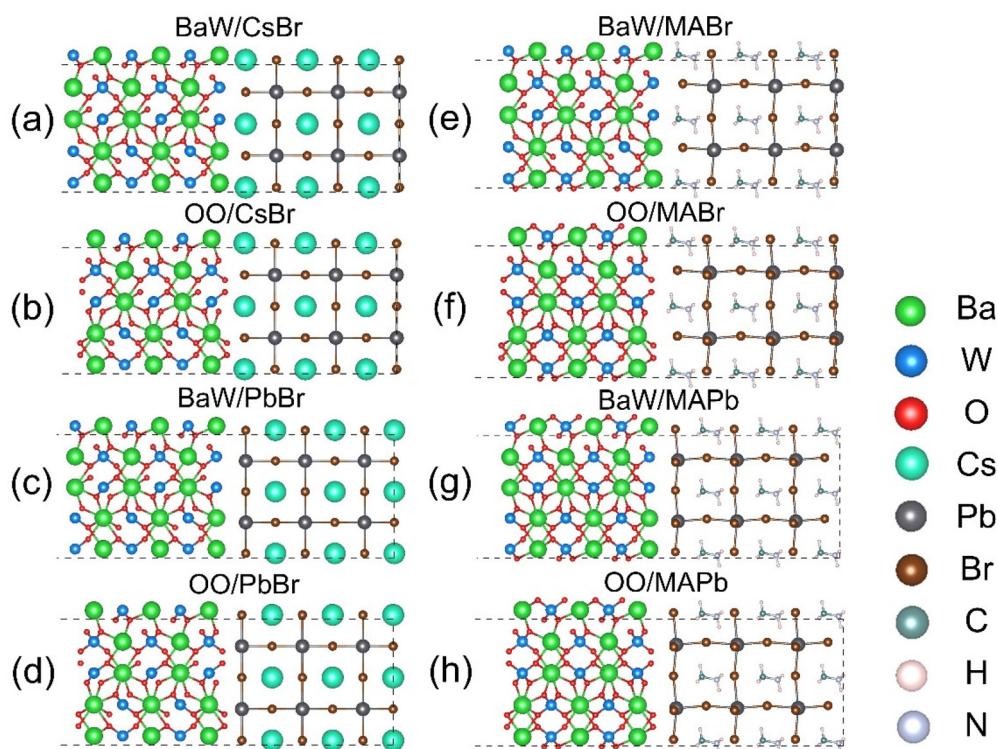 BaW/CsBr
(a)
OO/CsBr
(b)
BaW/PbBr
(c)
OO/PbBr
(d)
BaW/MABr
(e)
OO/MABr
(f)
BaW/MAPb
(g)
OO/MAPb
(h)
Ba
W
O
Cs
Pb
Br
C
H
N